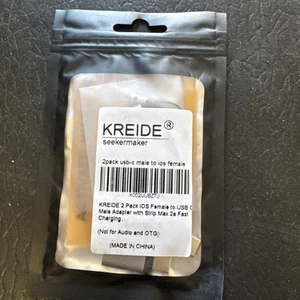 KREIDE®
seekermaker
2pack usb-c male to ios female
KREIDE 2 Pack IOS Female to USB C
Male Adapter with Strip Max 2a Fast
Charging.
(Not for Audio and OTG)
(MADE IN CHINA)